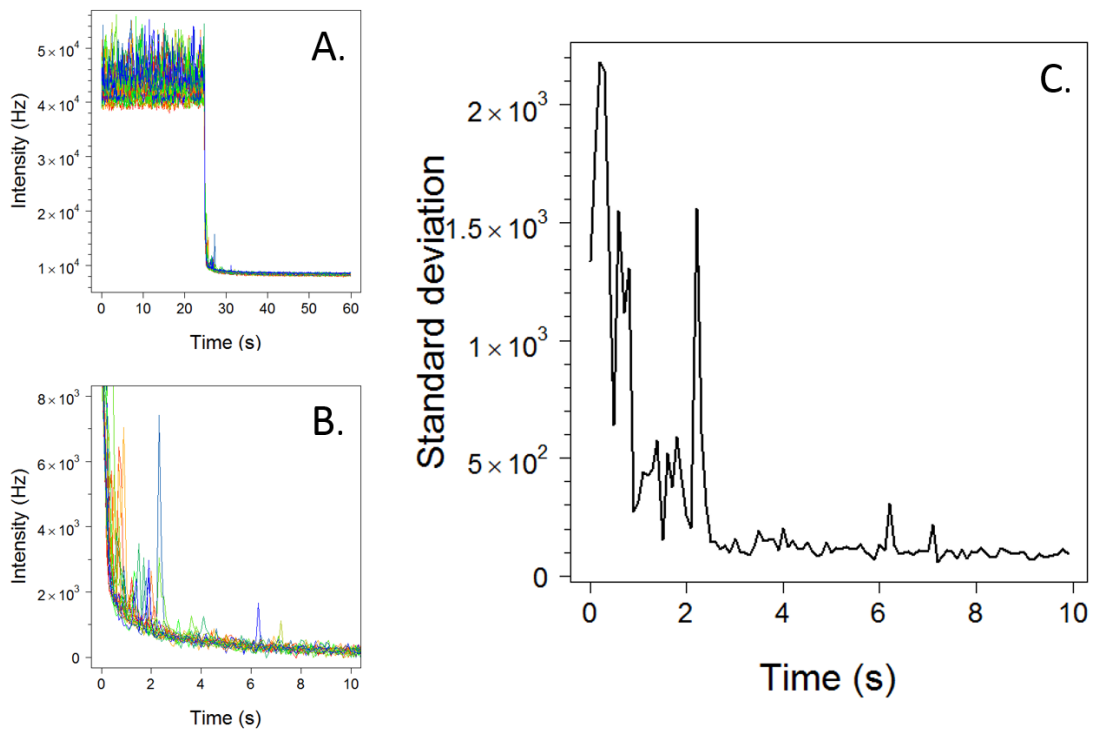 A.
Intensity (Hz)
5 × 10⁴
4 × 10⁴
3 × 10⁴
2 × 10⁴
1 × 10⁴
0 10 20 30 40 50 60
Time (s)
B.
Intensity (Hz)
8 × 10³
6 × 10³
4 × 10³
2 × 10³
0
0 2 4 6 8 10
Time (s)
C.
Standard deviation
2 × 10³
1.5 × 10³
1 × 10³
5 × 10²
0
0 2 4 6 8 10
Time (s)